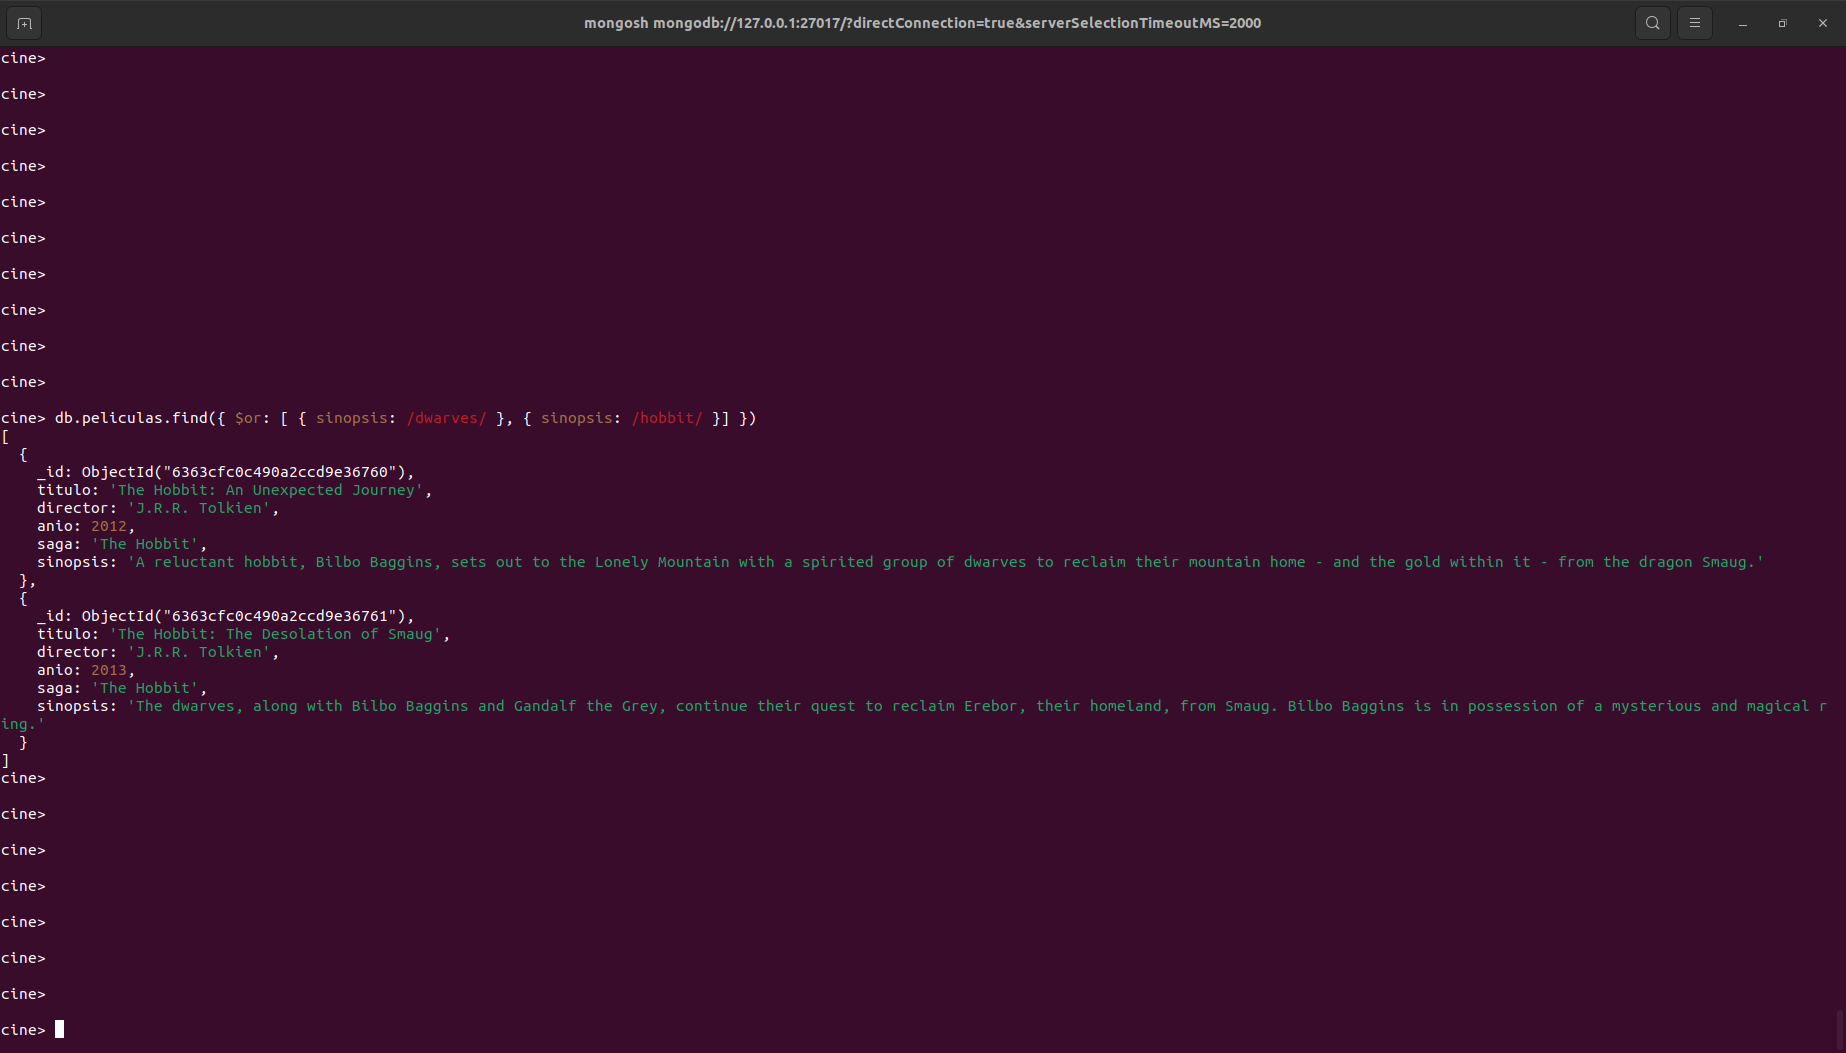 mongosh mongodb://127.0.0.1:27017/?directConnection=true&serverSelectionTimeoutMS=2000
cine>
cine>
cine>
cine>
cine>
cine>
cine>
cine>
cine>
cine>
cine> db.peliculas.find({ $or: [ { sinopsis: /dwarves/ }, { sinopsis: /hobbit/ }] })
[
  {
    _id: ObjectId("6363cfc0c490a2ccd9e36760"),
    titulo: 'The Hobbit: An Unexpected Journey',
    director: 'J.R.R. Tolkien',
    anio: 2012,
    saga: 'The Hobbit',
    sinopsis: 'A reluctant hobbit, Bilbo Baggins, sets out to the Lonely Mountain with a spirited group of dwarves to reclaim their mountain home - and the gold within it - from the dragon Smaug.'
  },
  {
    _id: ObjectId("6363cfc0c490a2ccd9e36761"),
    titulo: 'The Hobbit: The Desolation of Smaug',
    director: 'J.R.R. Tolkien',
    anio: 2013,
    saga: 'The Hobbit',
    sinopsis: 'The dwarves, along with Bilbo Baggins and Gandalf the Grey, continue their quest to reclaim Erebor, their homeland, from Smaug. Bilbo Baggins is in possession of a mysterious and magical r
ing.'
  }
]
cine>
cine>
cine>
cine>
cine>
cine>
cine>
cine>